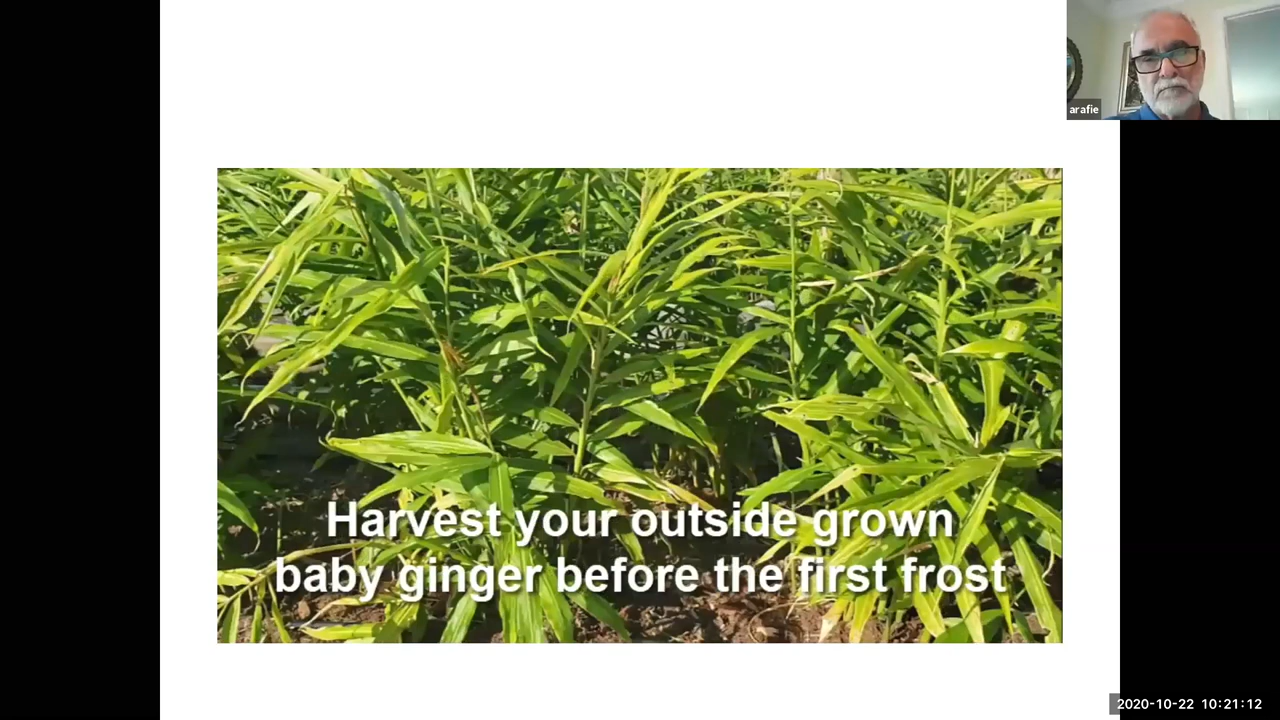 arafie
Harvest your outside grown
baby ginger before the first frost
2020-10-22 10:21:12